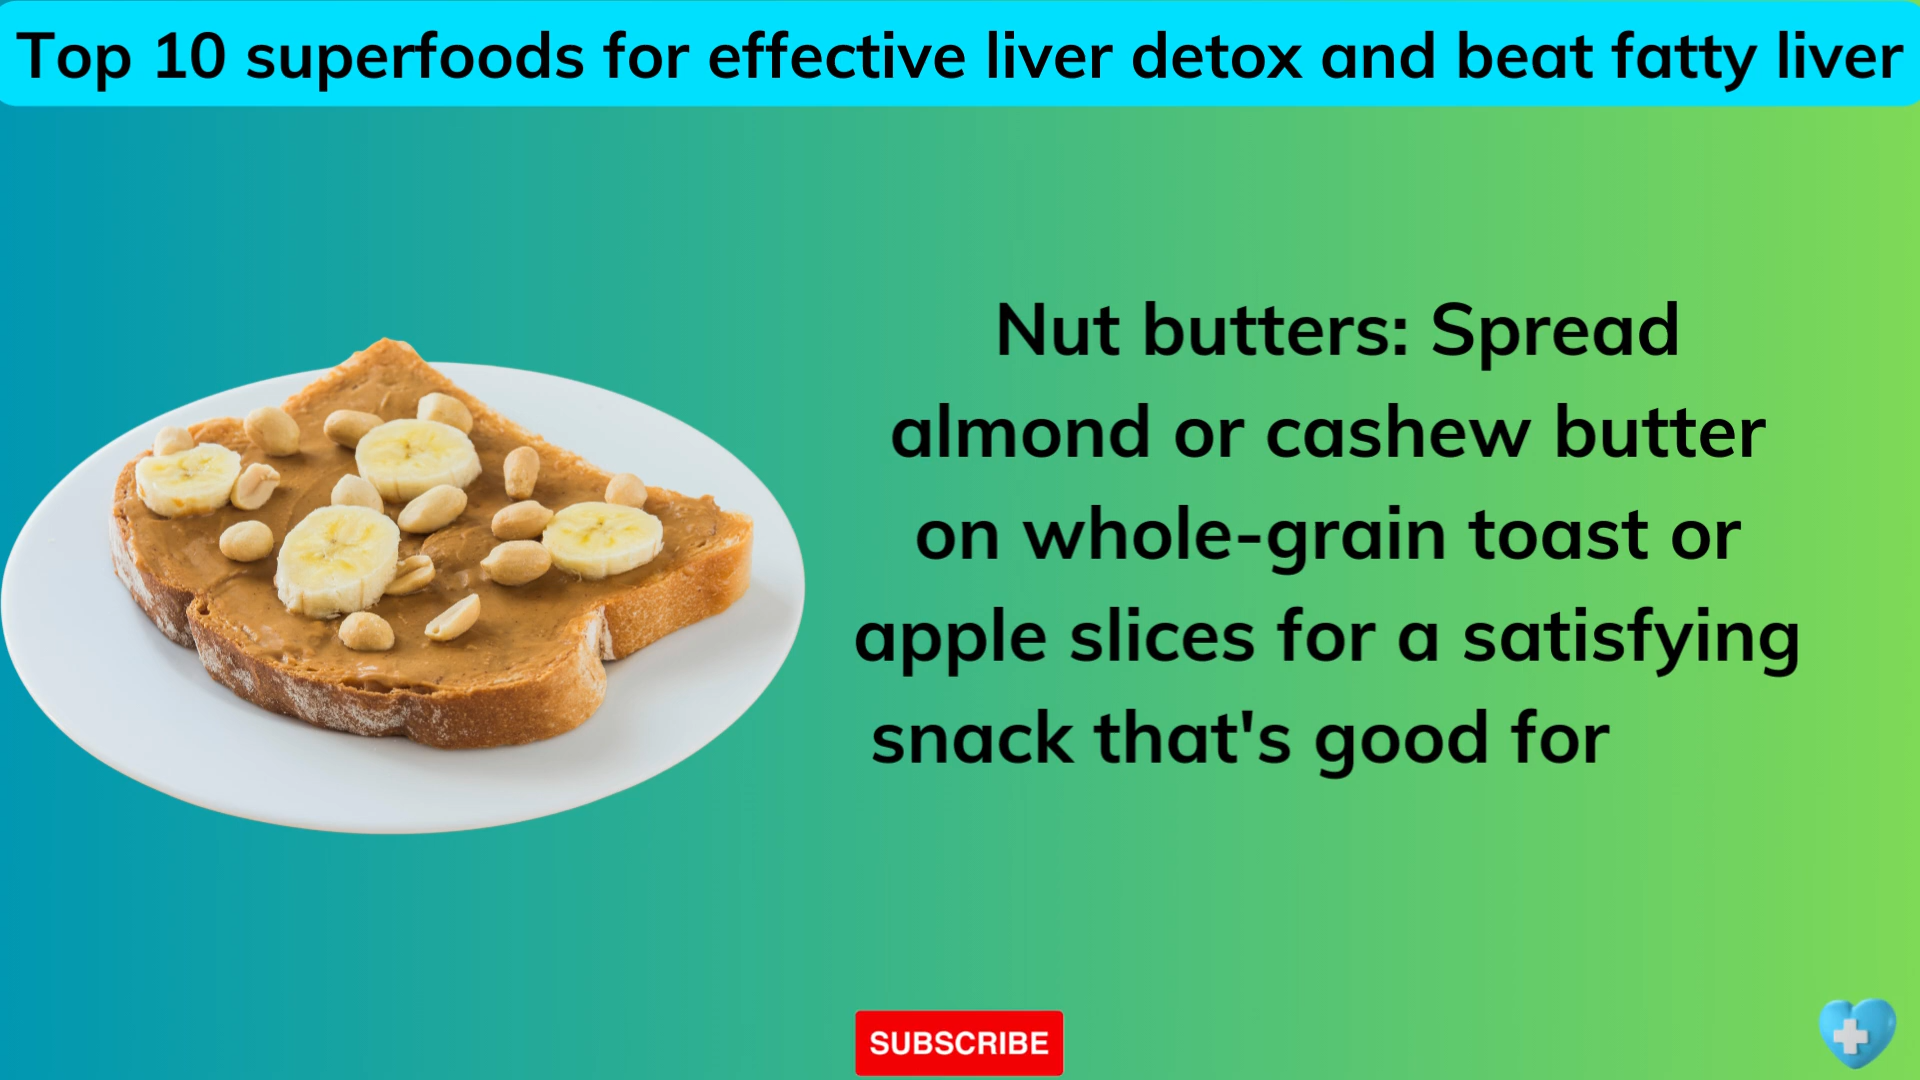 Top 10 superfoods for effective liver detox and beat fatty liver
Nut butters: Spread
almond or cashew butter
on whole-grain toast or
apple slices for a satisfying
snack that's good for
SUBSCRIBE